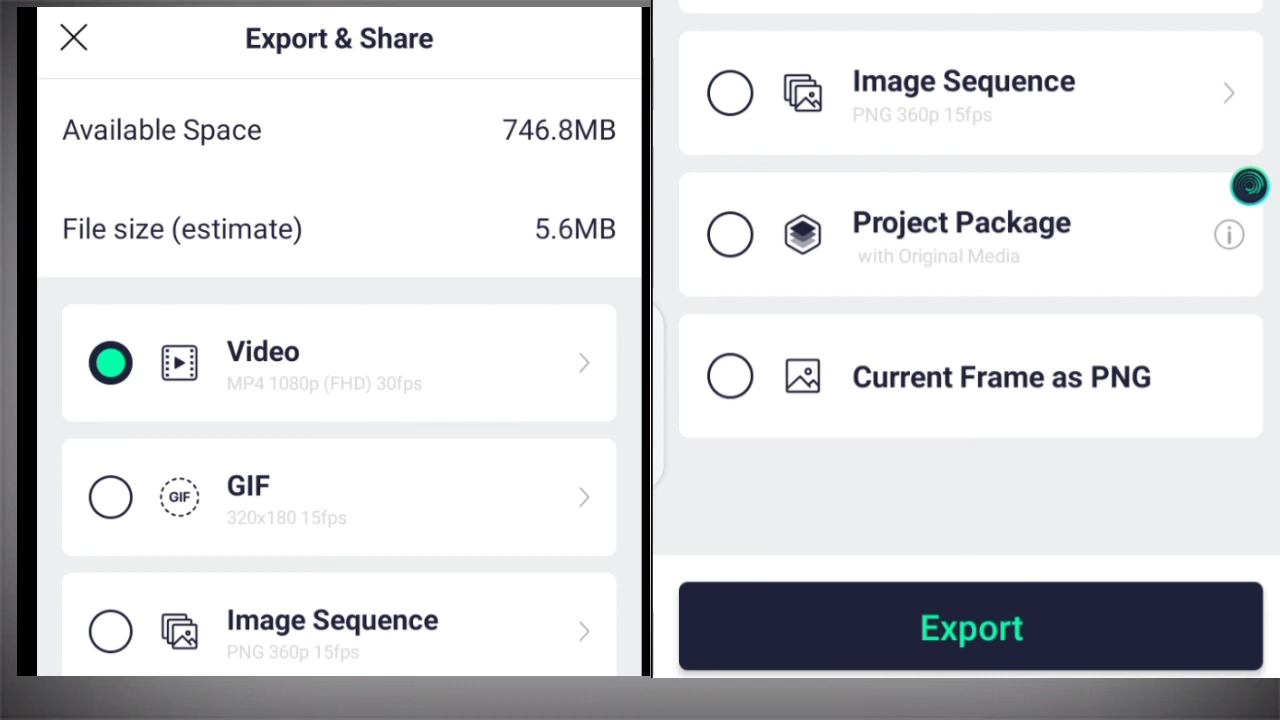 Export & Share
Available Space 746.8MB
File size (estimate) 5.6MB
Video
MP4 1080p (FHD) 30fps
GIF
GIF
320x180 15fps
Image Sequence
PNG 360p 15fps
Image Sequence
PNG 360p 15fps
Project Package
with Original Media
Current Frame as PNG
Export